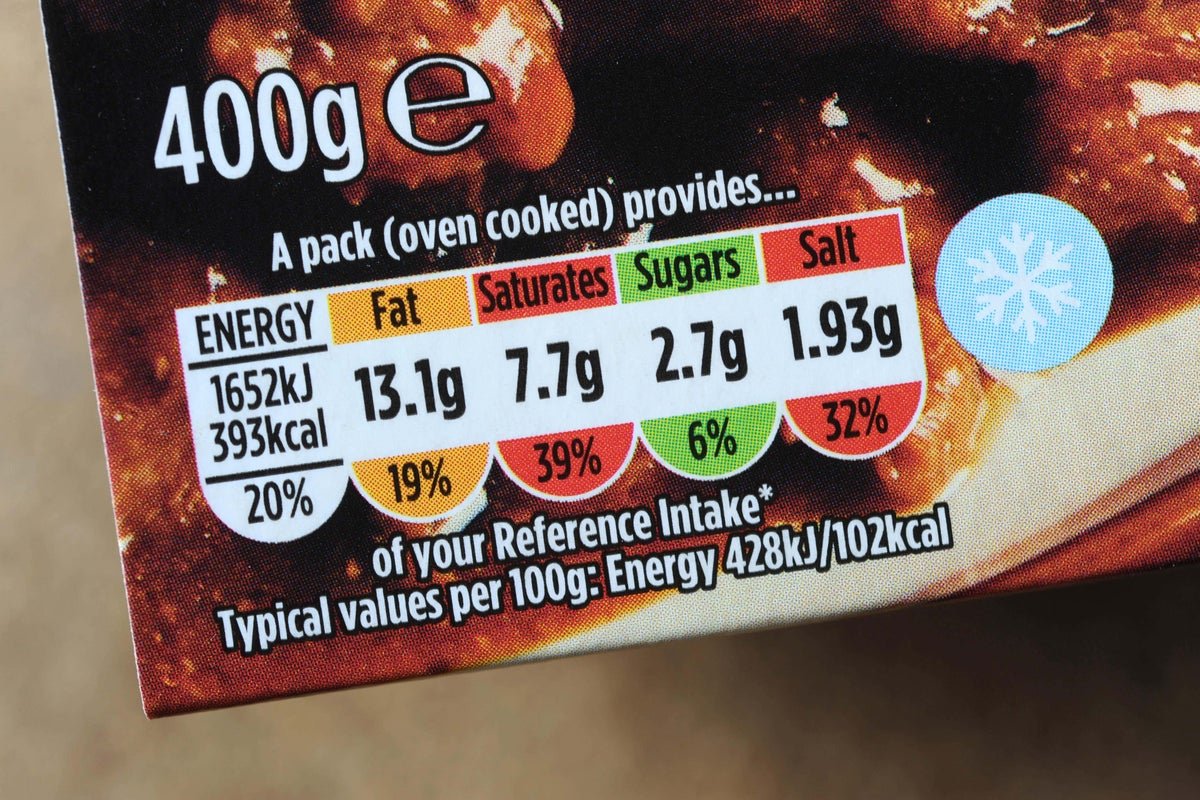 400g ℮
A pack (oven cooked) provides...
ENERGY Fat Saturates Sugars Salt
1652kJ
393kcal 13.1g 7.7g 2.7g 1.93g
20% 19% 39% 6% 32%
of your Reference Intake*
Typical values per 100g: Energy 428kJ/102kcal